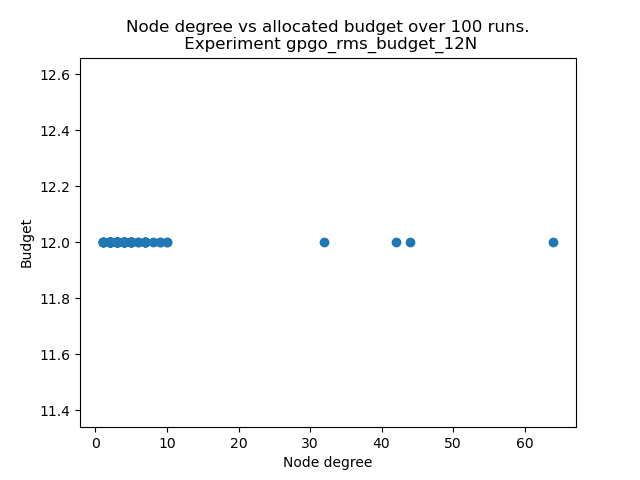 Node degree vs allocated budget over 100 runs.
Experiment gpgo_rms_budget_12N
12.6
12.4
12.2
12.0
11.8
11.6
11.4
Budget
0 10 20 30 40 50 60
Node degree